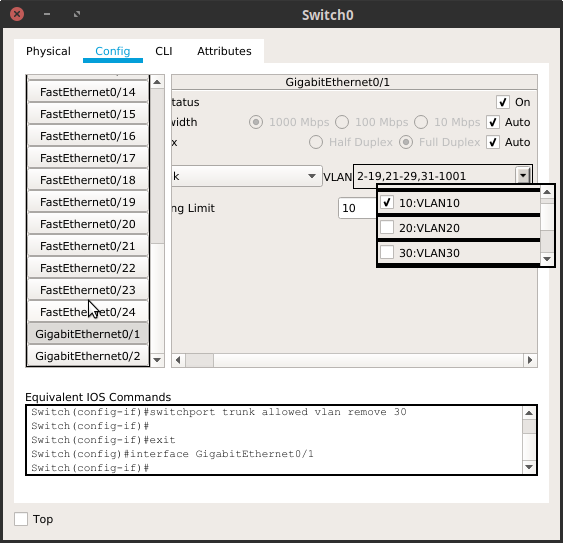 Switch0
Physical Config CLI Attributes
FastEthernet0/14
FastEthernet0/15
FastEthernet0/16
FastEthernet0/17
FastEthernet0/18
FastEthernet0/19
FastEthernet0/20
FastEthernet0/21
FastEthernet0/22
FastEthernet0/23
FastEthernet0/24
GigabitEthernet0/1
GigabitEthernet0/2
GigabitEthernet0/1
tatus On
width 1000 Mbps 100 Mbps 10 Mbps Auto
x Half Duplex Full Duplex Auto
k VLAN 2-19,21-29,31-1001
10:VLAN10
ng Limit 10
20:VLAN20
30:VLAN30
Equivalent IOS Commands
Switch(config-if)#switchport trunk allowed vlan remove 30
Switch(config-if)#
Switch(config-if)#exit
Switch(config)#interface GigabitEthernet0/1
Switch(config-if)#
Top